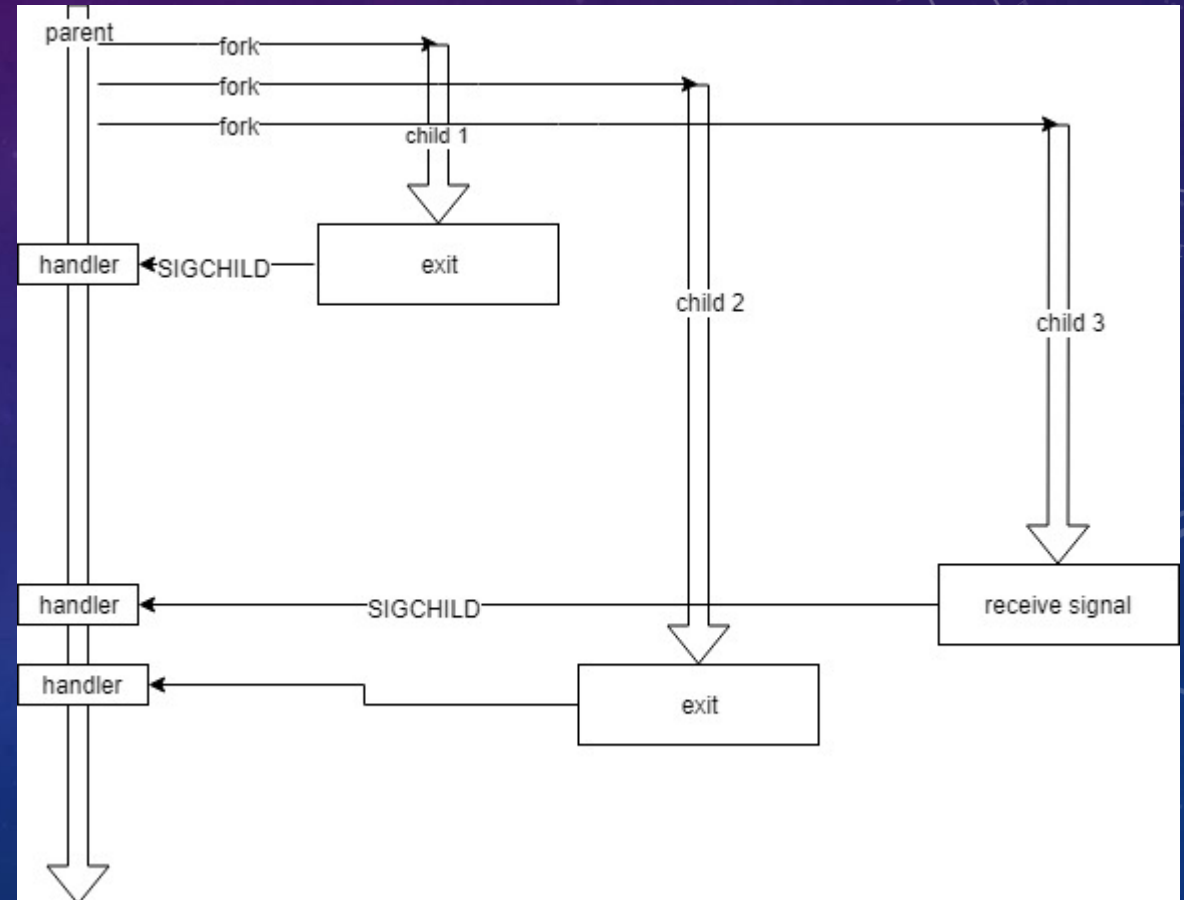 parent
fork
fork
fork
child 1
handler
SIGCHILD
exit
child 2
child 3
handler
SIGCHILD
receive signal
handler
exit